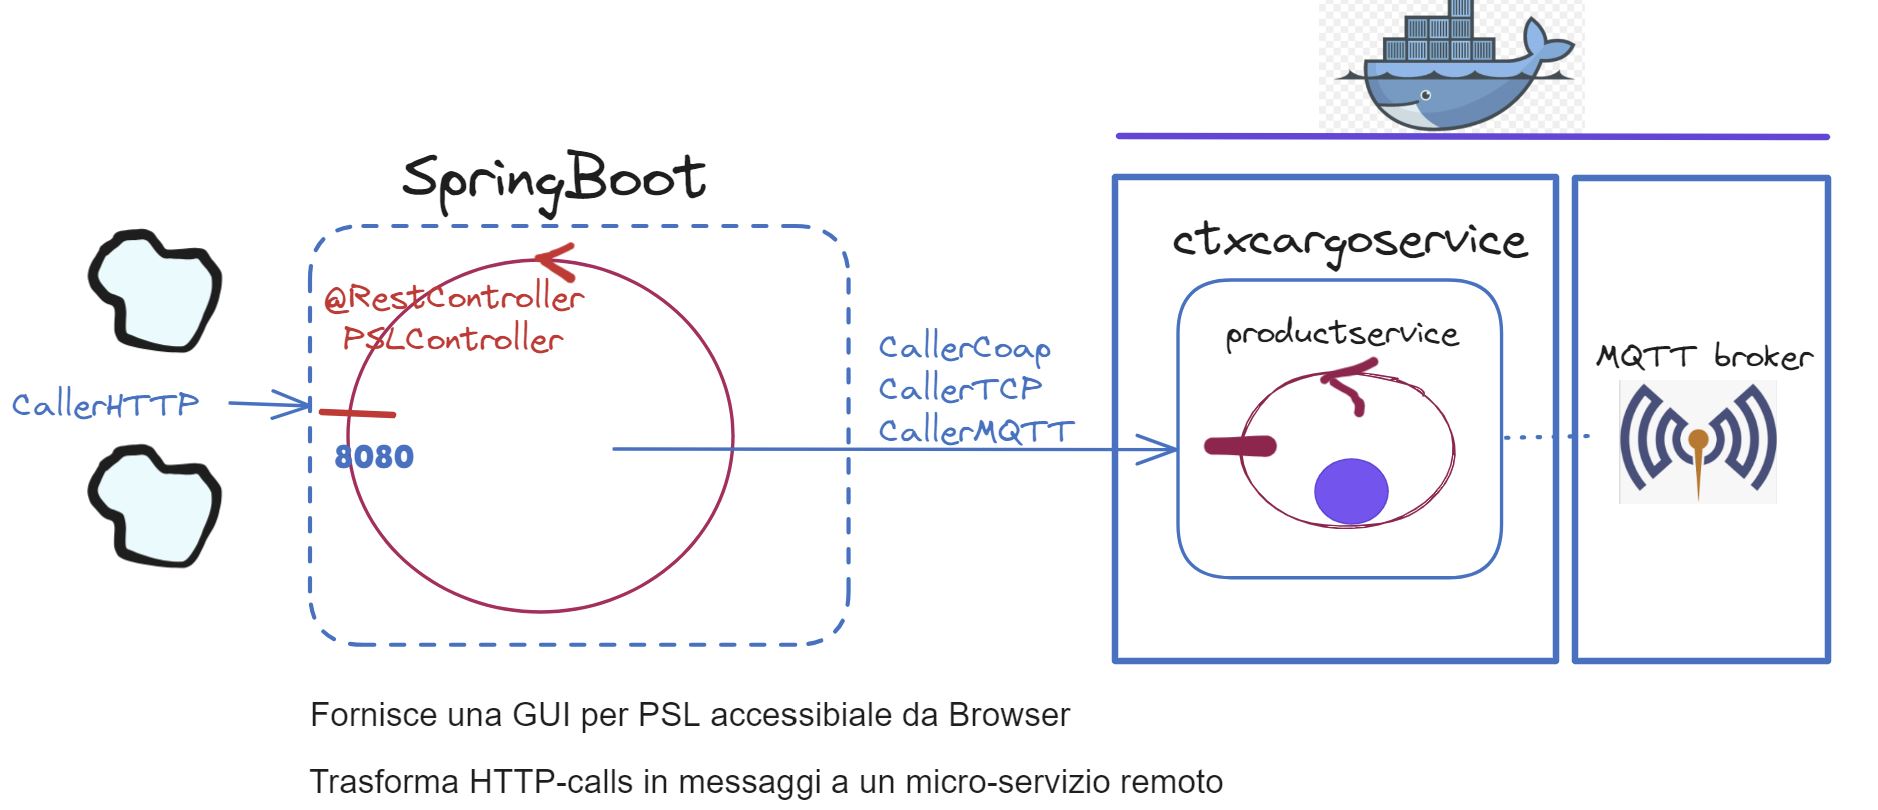 SpringBoot
@RestController
PSLController
CallerHTTP
8080
CallerCoap
CallerTCP
CallerMQTT
ctxcargoservice
productservice
MQTT broker
Fornisce una GUI per PSL accessibiale da Browser
Trasforma HTTP-calls in messaggi a un micro-servizio remoto